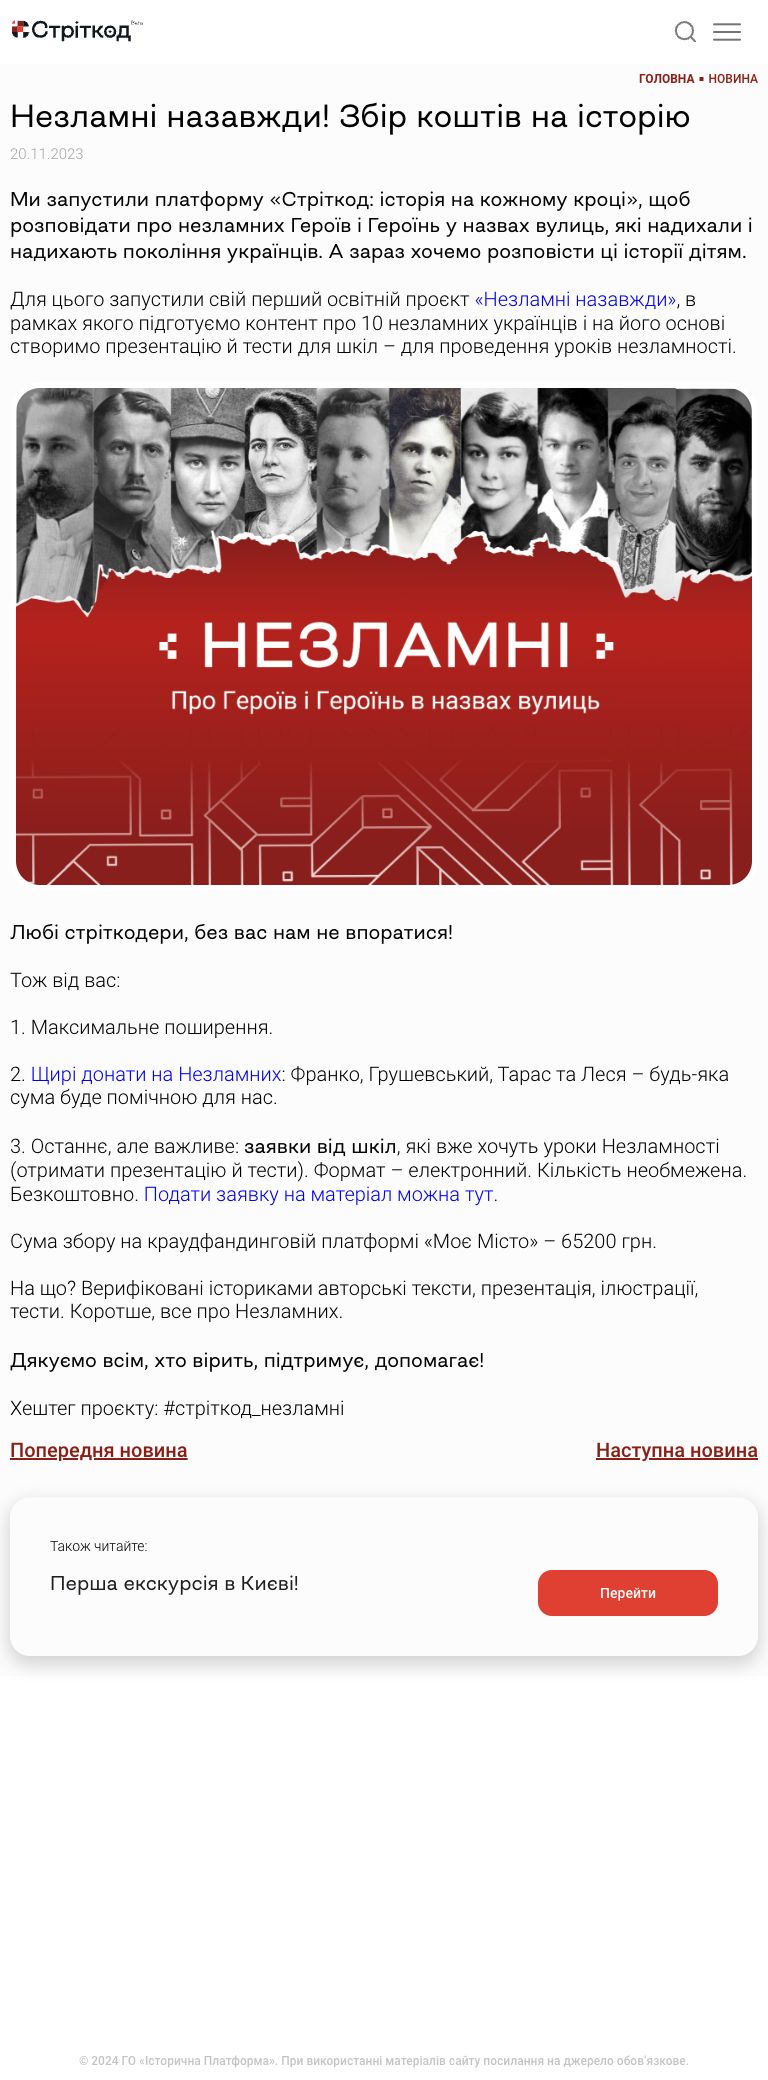 Стріткод Beta
ГОЛОВНА ▪ НОВИНА
Незламні назавжди! Збір коштів на історію
20.11.2023
Ми запустили платформу «Стріткод: історія на кожному кроці», щоб
розповідати про незламних Героїв і Героїнь у назвах вулиць, які надихали і
надихають покоління українців. А зараз хочемо розповісти ці історії дітям.
Для цього запустили свій перший освітній проєкт «Незламні назавжди», в
рамках якого підготуємо контент про 10 незламних українців і на його основі
створимо презентацію й тести для шкіл – для проведення уроків незламності.
НЕЗЛАМНІ
Про Героїв і Героїнь в назвах вулиць
Любі стріткодери, без вас нам не впоратися!
Тож від вас:
1. Максимальне поширення.
2. Щирі донати на Незламних: Франко, Грушевський, Тарас та Леся – будь-яка
сума буде помічною для нас.
3. Останнє, але важливе: заявки від шкіл, які вже хочуть уроки Незламності
(отримати презентацію й тести). Формат – електронний. Кількість необмежена.
Безкоштовно. Подати заявку на матеріал можна тут.
Сума збору на краудфандинговій платформі «Моє Місто» – 65200 грн.
На що? Верифіковані істориками авторські тексти, презентація, ілюстрації,
тести. Коротше, все про Незламних.
Дякуємо всім, хто вірить, підтримує, допомагає!
Хештег проєкту: #стріткод_незламні
Попередня новина
Наступна новина
Також читайте:
Перша екскурсія в Києві!
Перейти
© 2024 ГО «Історична Платформа». При використанні матеріалів сайту посилання на джерело обов'язкове.